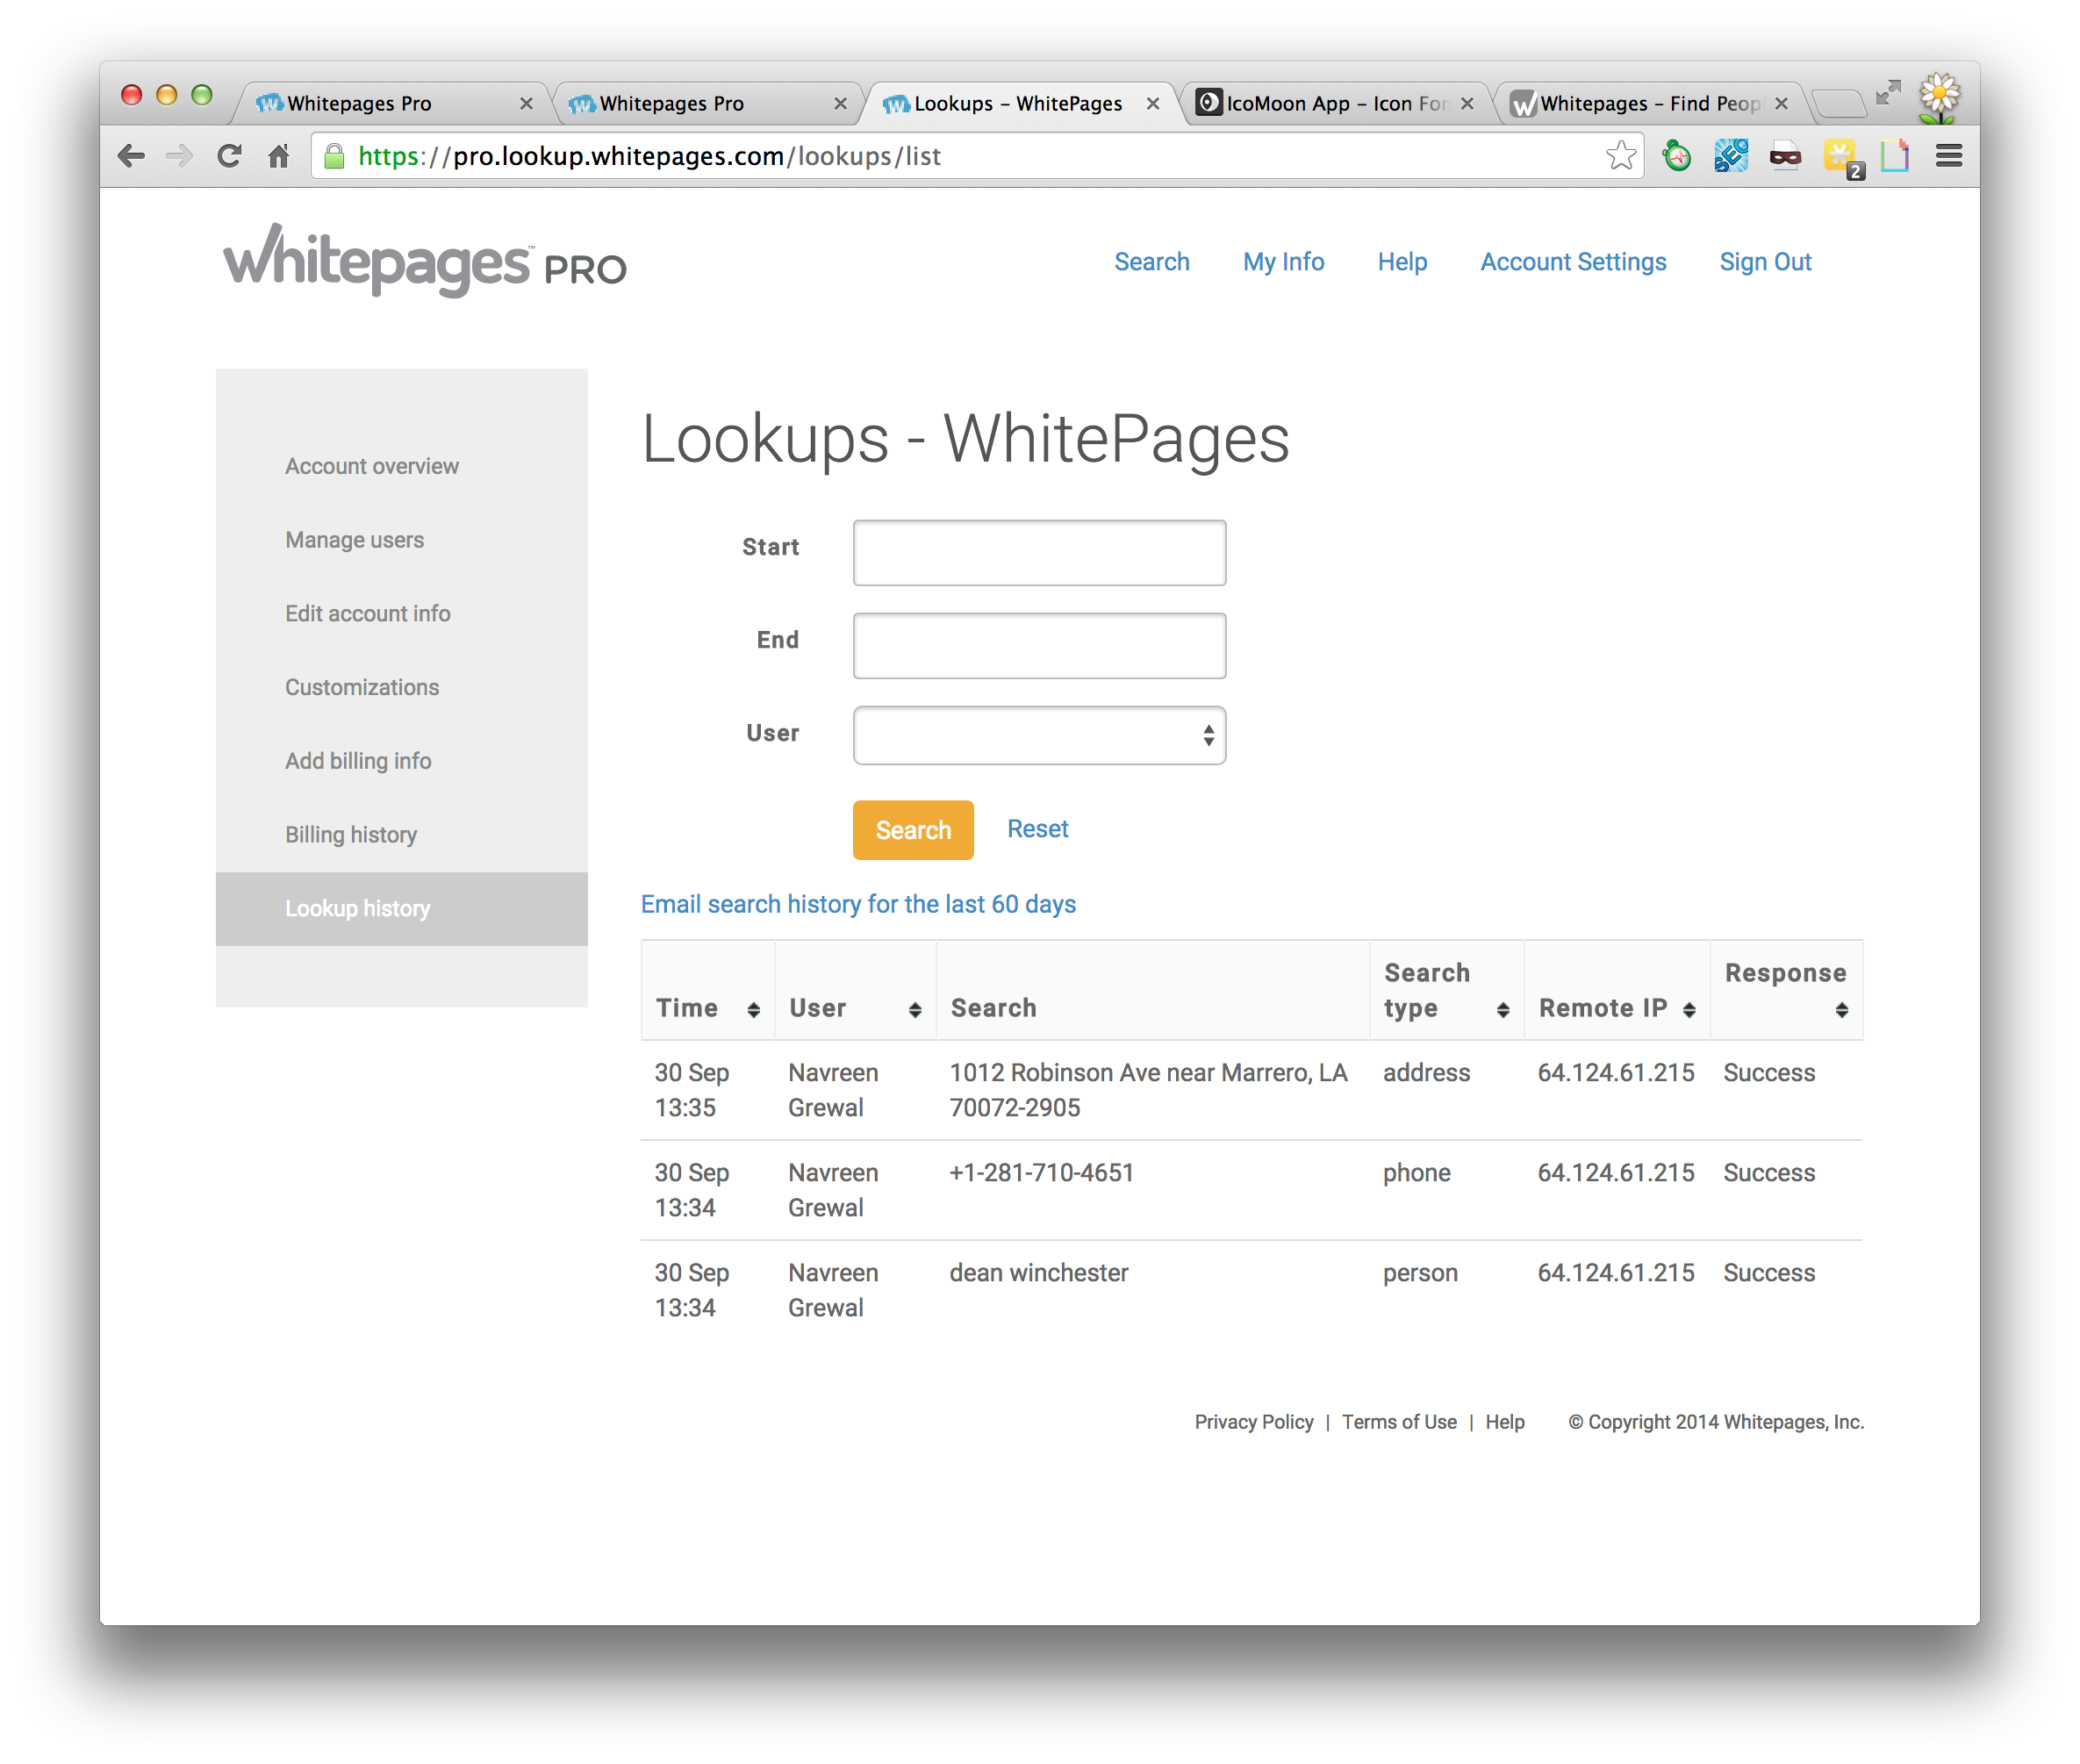 Whitepages Pro
Whitepages Pro
Lookups – WhitePages
IcoMoon App – Icon For
Whitepages – Find Peop
https://pro.lookup.whitepages.com/lookups/list
SEO
2
whitepages™ PRO
Search My Info Help Account Settings Sign Out
Account overview
Manage users
Edit account info
Customizations
Add billing info
Billing history
Lookup history
Lookups - WhitePages
Start
End
User
Search Reset
Email search history for the last 60 days
Time User Search Search type Remote IP Response
30 Sep 13:35 Navreen Grewal 1012 Robinson Ave near Marrero, LA 70072-2905 address 64.124.61.215 Success
30 Sep 13:34 Navreen Grewal +1-281-710-4651 phone 64.124.61.215 Success
30 Sep 13:34 Navreen Grewal dean winchester person 64.124.61.215 Success
Privacy Policy | Terms of Use | Help © Copyright 2014 Whitepages, Inc.